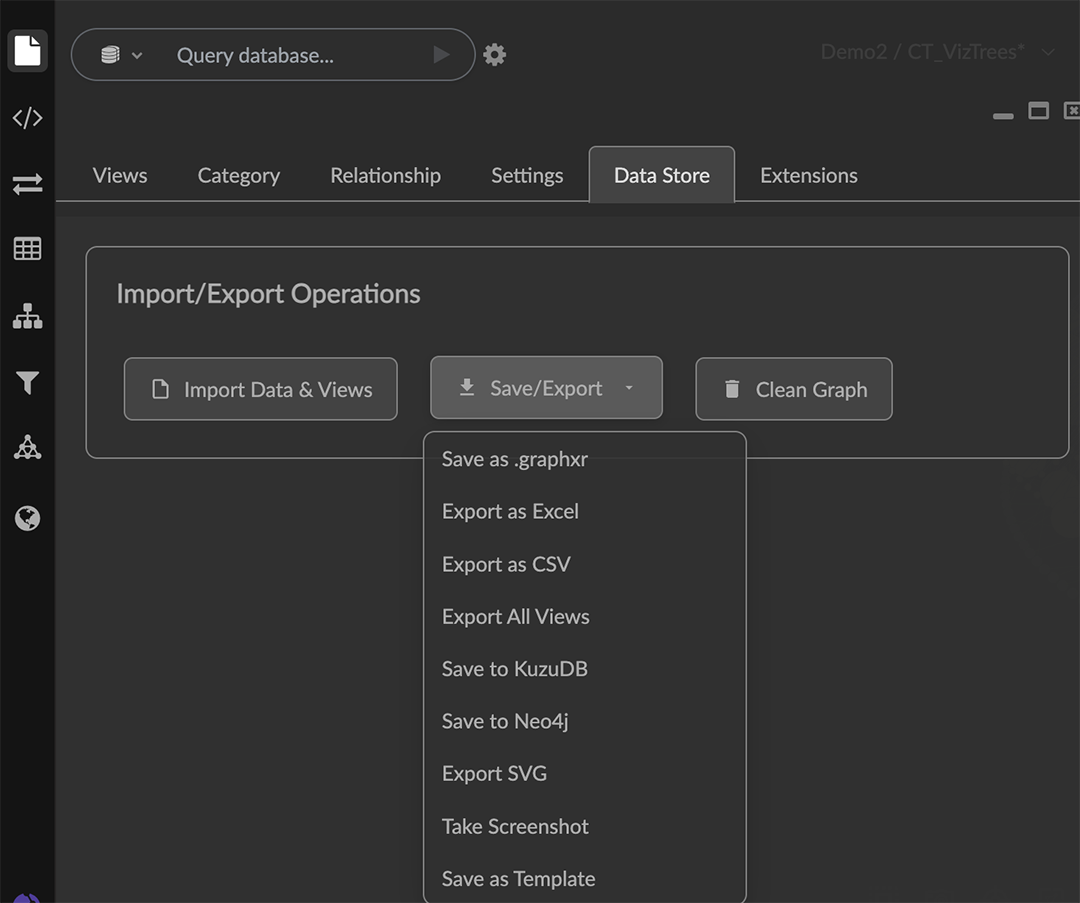 Query database...
Demo2 / CT_VizTrees*
Views Category Relationship Settings Data Store Extensions
Import/Export Operations
Import Data & Views Save/Export Clean Graph
Save as .graphxr
Export as Excel
Export as CSV
Export All Views
Save to KuzuDB
Save to Neo4j
Export SVG
Take Screenshot
Save as Template